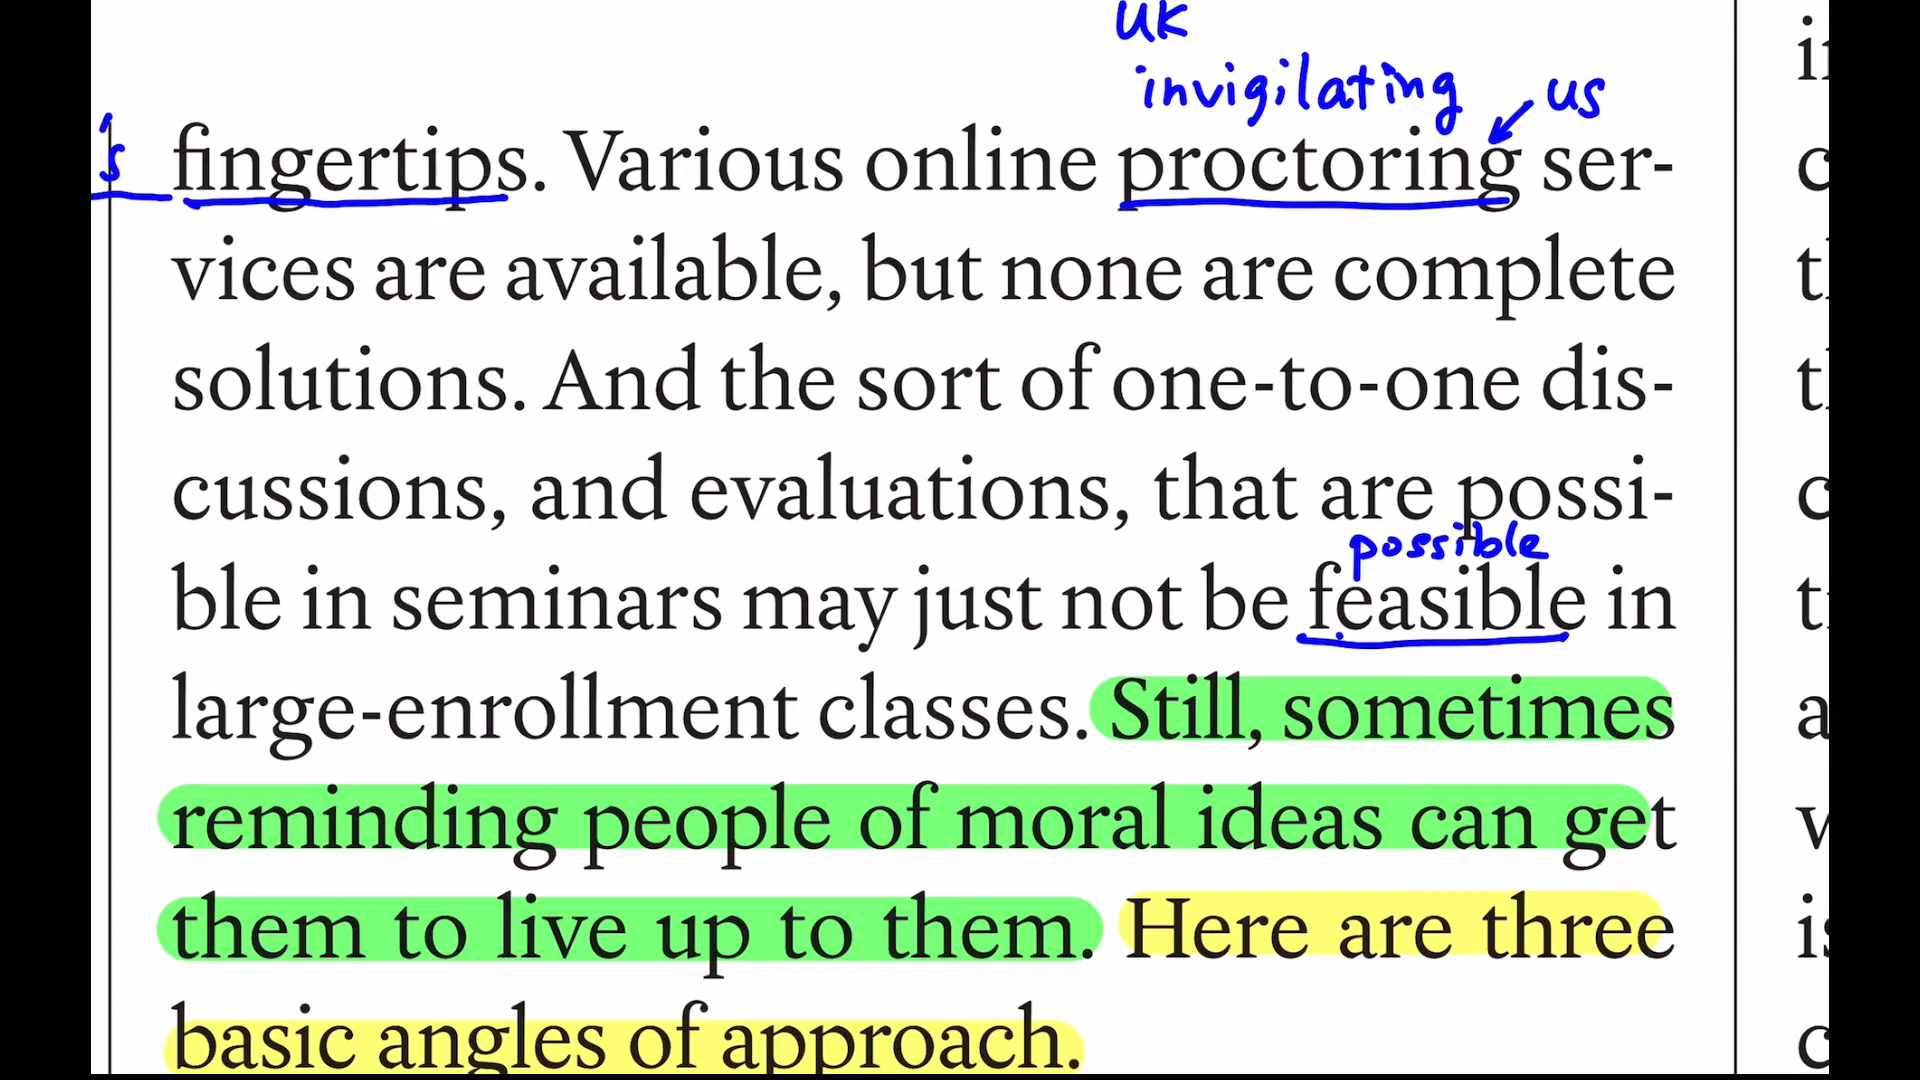 UK
invigilating us
's fingertips. Various online proctoring ser-
vices are available, but none are complete
solutions. And the sort of one-to-one dis-
cussions, and evaluations, that are possi-
possible
ble in seminars may just not be feasible in
large-enrollment classes. Still, sometimes
reminding people of moral ideas can get
them to live up to them. Here are three
basic angles of approach.